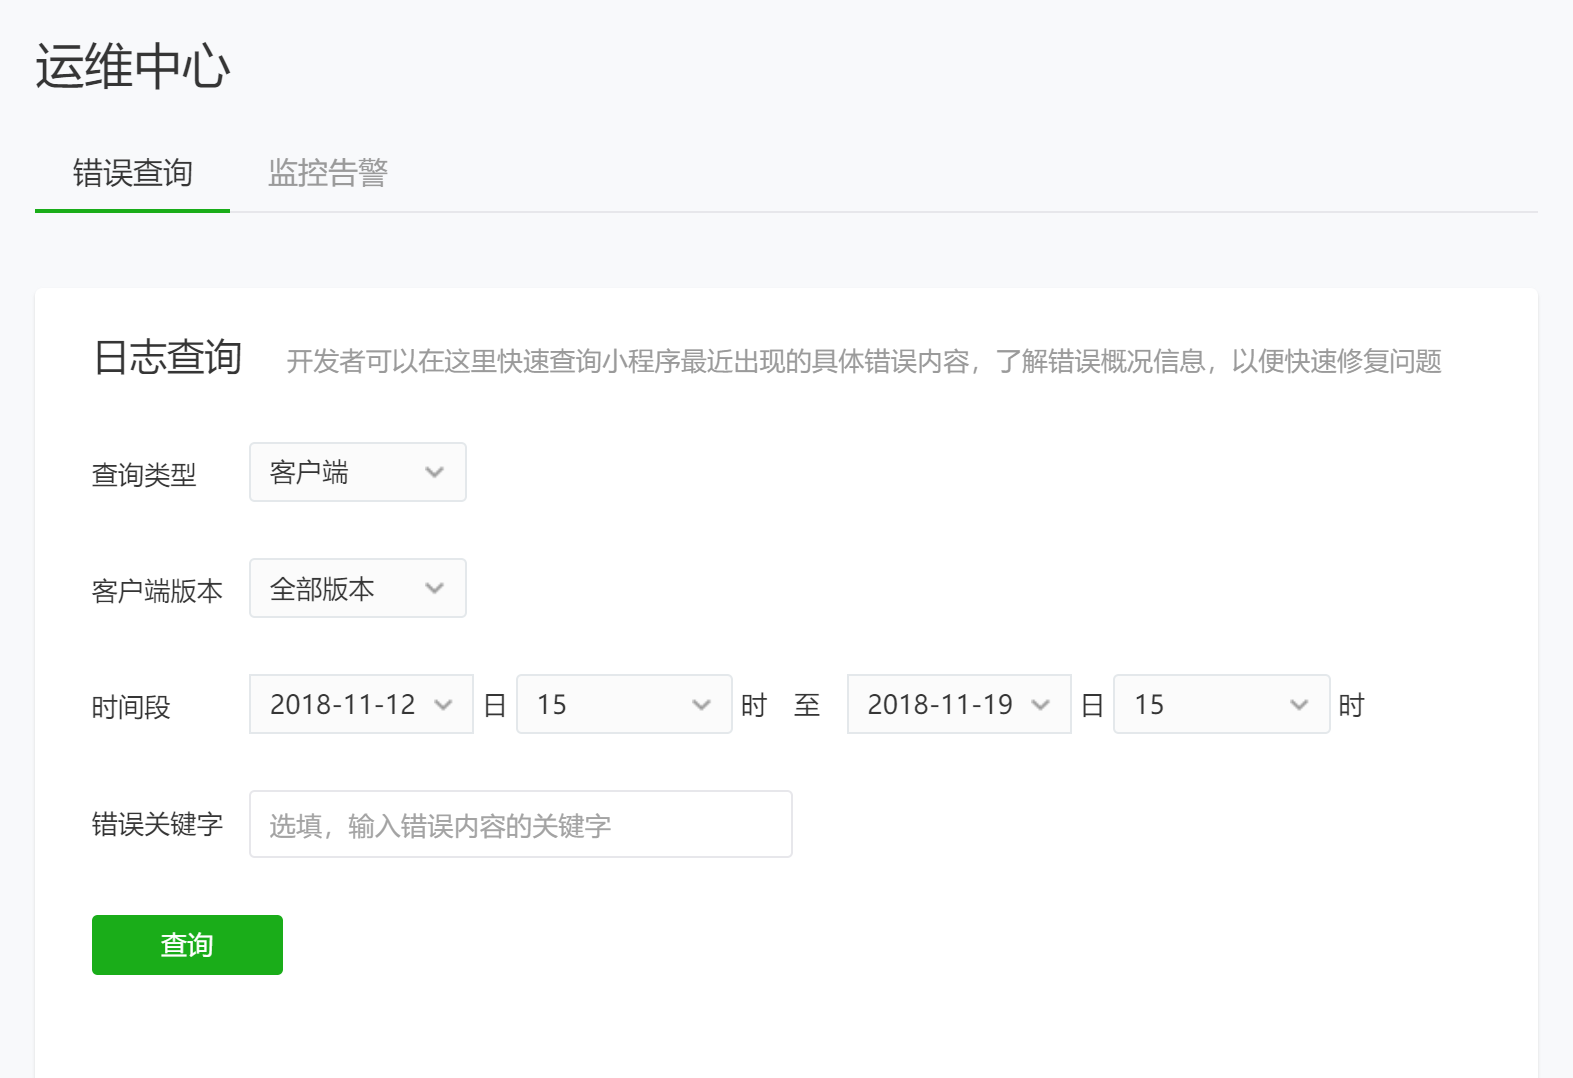 运维中心
错误查询 监控告警
日志查询 开发者可以在这里快速查询小程序最近出现的具体错误内容，了解错误概况信息，以便快速修复问题
查询类型 客户端
客户端版本 全部版本
时间段 2018-11-12 日 15 时 至 2018-11-19 日 15 时
错误关键字 选填，输入错误内容的关键字
查询